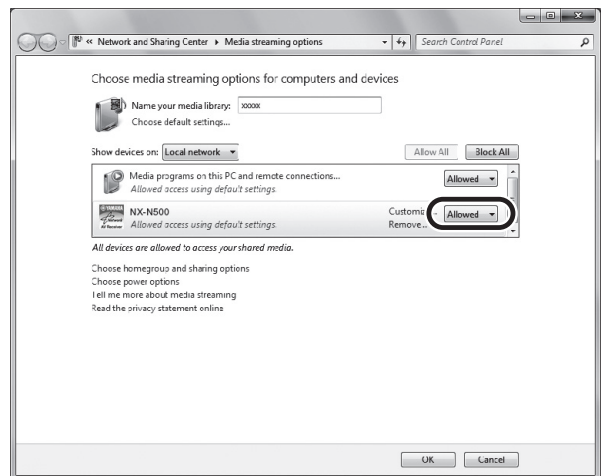 « Network and Sharing Center ▸ Media streaming options
Search Control Panel
Choose media streaming options for computers and devices
Name your media library: xxxxx
Choose default settings...
Show devices on: Local network
Allow All
Block All
Media programs on this PC and remote connections...
Allowed access using default settings.
Allowed
YAMAHA
AV Receiver
NX-N500
Allowed access using default settings.
Customize...
Remove...
Allowed
All devices are allowed to access your shared media.
Choose homegroup and sharing options
Choose power options
Tell me more about media streaming
Read the privacy statement online
OK
Cancel